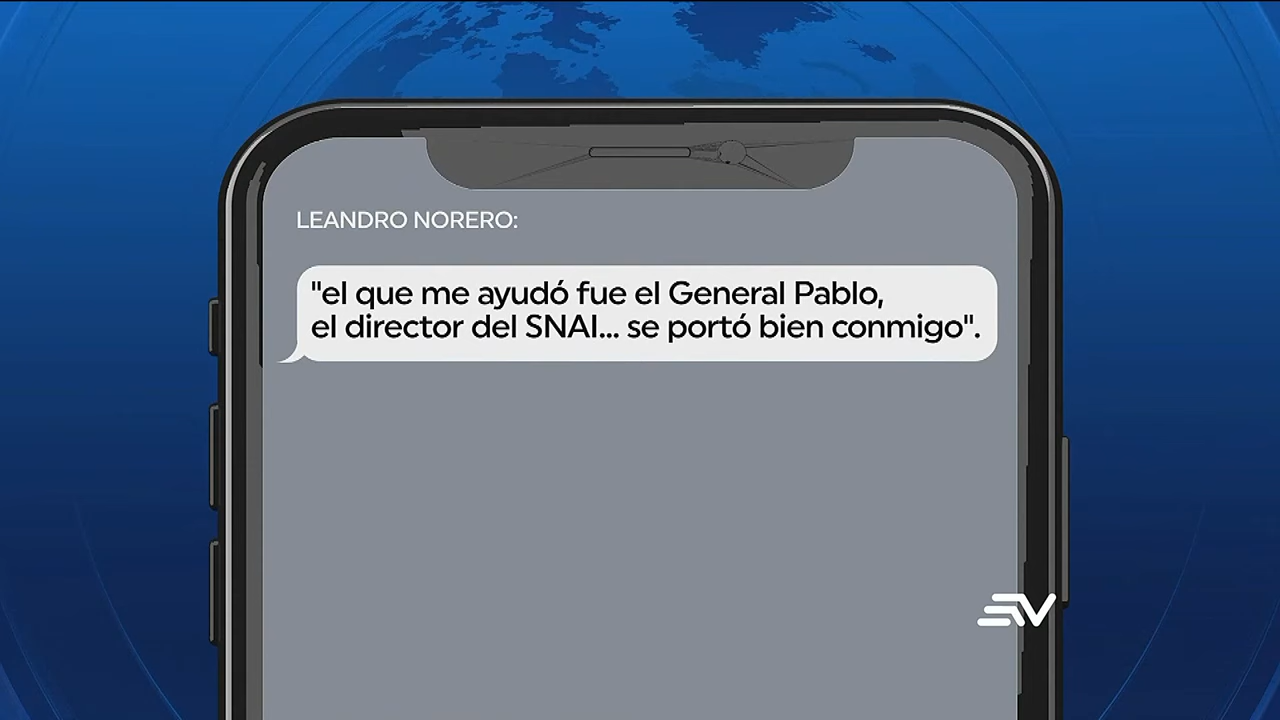 LEANDRO NORERO:
"el que me ayudó fue el General Pablo,
el director del SNAI... se portó bien conmigo".